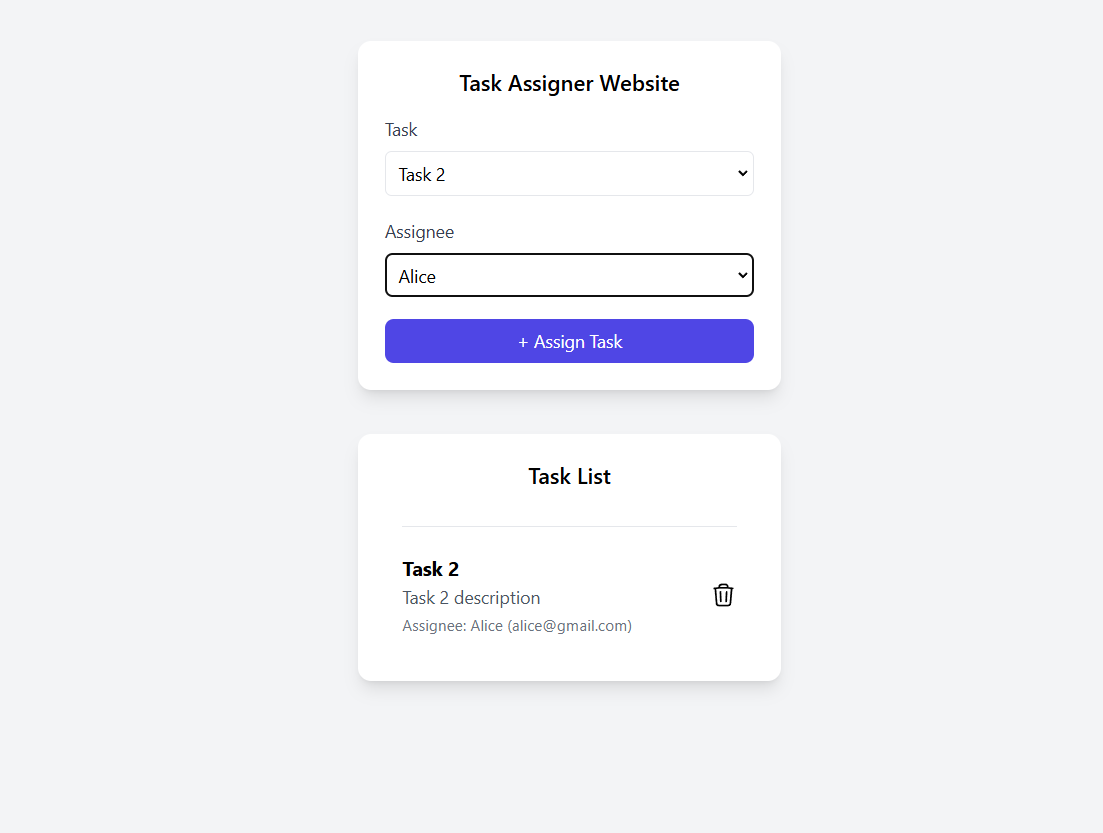 Task Assigner Website
Task
Task 2
Assignee
Alice
+ Assign Task
Task List
Task 2
Task 2 description
Assignee: Alice (alice@gmail.com)